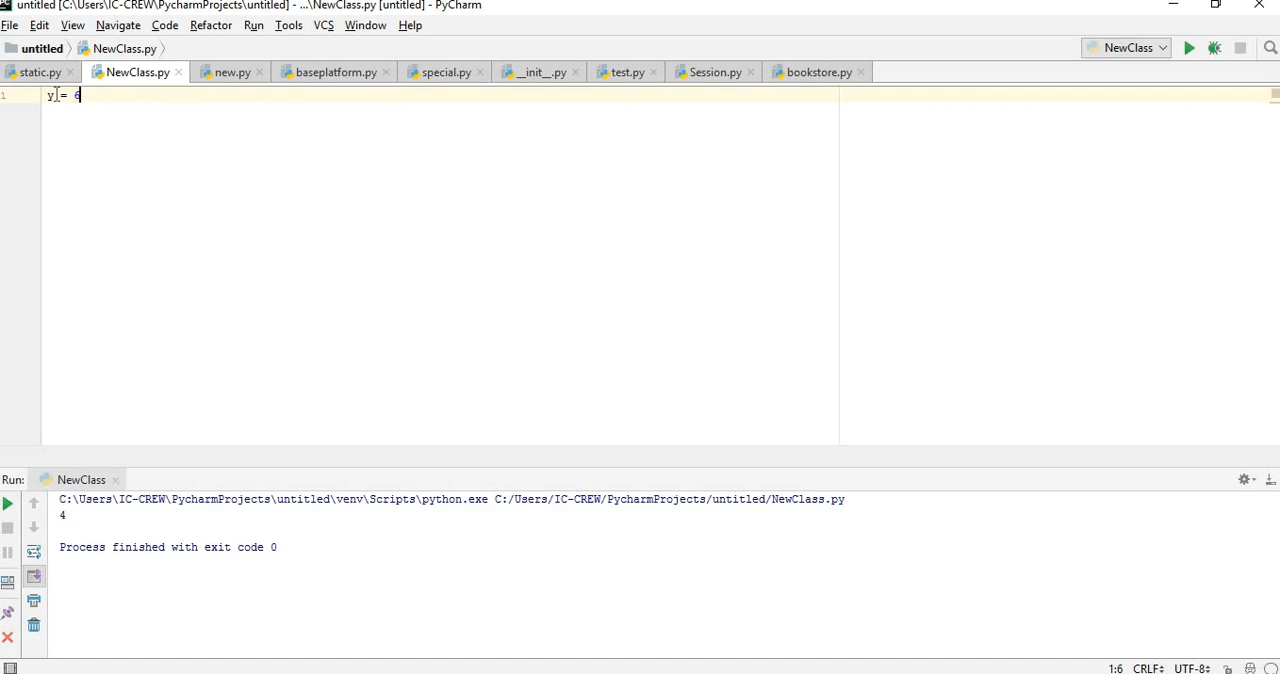 untitled [C:\Users\IC-CREW\PycharmProjects\untitled] - ...\NewClass.py [untitled] - PyCharm
File Edit View Navigate Code Refactor Run Tools VCS Window Help
untitled NewClass.py NewClass
static.py NewClass.py new.py baseplatform.py special.py __init__.py test.py Session.py bookstore.py
1 y = 6
Run: NewClass
C:\Users\IC-CREW\PycharmProjects\untitled\venv\Scripts\python.exe C:/Users/IC-CREW/PycharmProjects/untitled/NewClass.py
4
Process finished with exit code 0
1:6 CRLF UTF-8